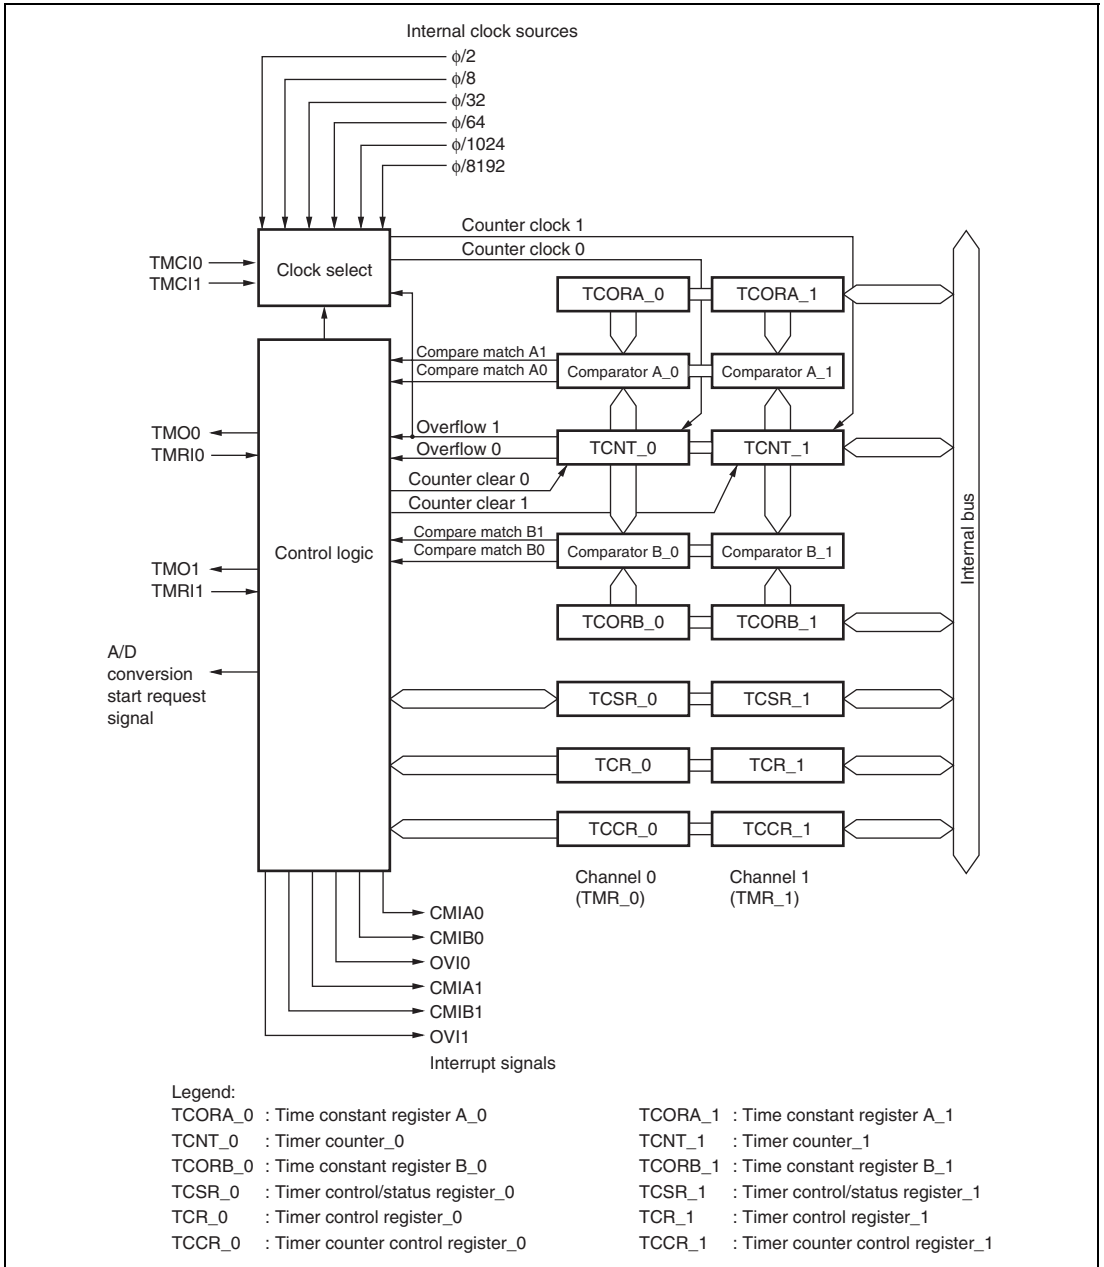 Internal clock sources
ϕ/2
ϕ/8
ϕ/32
ϕ/64
ϕ/1024
ϕ/8192
Counter clock 1
Counter clock 0
TMCI0
TMCI1
Clock select
TCORA_0
TCORA_1
Compare match A1
Compare match A0
Comparator A_0
Comparator A_1
TMO0
TMRI0
Overflow 1
Overflow 0
TCNT_0
TCNT_1
Counter clear 0
Counter clear 1
Control logic
Compare match B1
Compare match B0
Comparator B_0
Comparator B_1
Internal bus
TMO1
TMRI1
TCORB_0
TCORB_1
A/D
conversion
start request
signal
TCSR_0
TCSR_1
TCR_0
TCR_1
TCCR_0
TCCR_1
Channel 0
(TMR_0)
Channel 1
(TMR_1)
CMIA0
CMIB0
OVI0
CMIA1
CMIB1
OVI1
Interrupt signals
Legend:
TCORA_0 : Time constant register A_0
TCNT_0 : Timer counter_0
TCORB_0 : Time constant register B_0
TCSR_0 : Timer control/status register_0
TCR_0 : Timer control register_0
TCCR_0 : Timer counter control register_0
TCORA_1 : Time constant register A_1
TCNT_1 : Timer counter_1
TCORB_1 : Time constant register B_1
TCSR_1 : Timer control/status register_1
TCR_1 : Timer control register_1
TCCR_1 : Timer counter control register_1